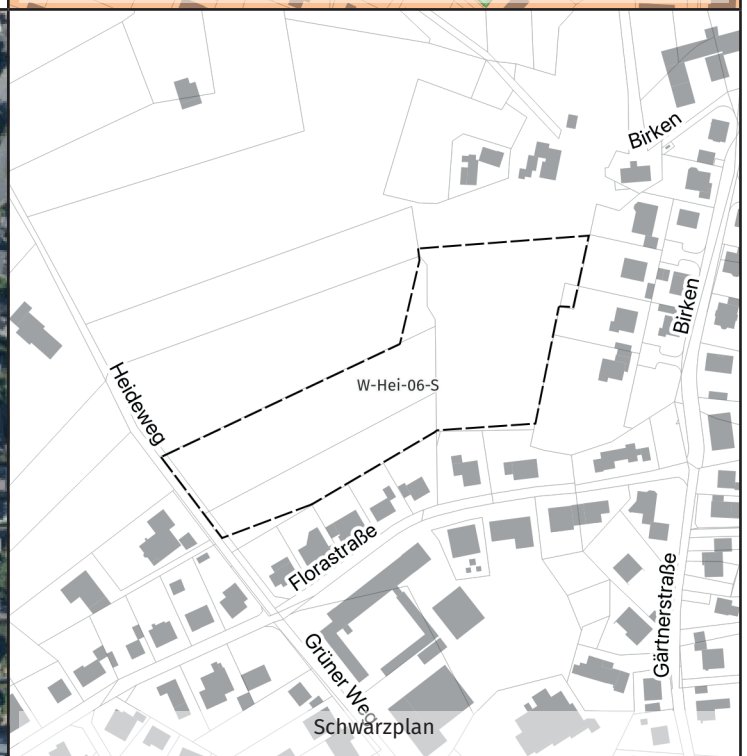 Birken
Birken
Heideweg
W-Hei-06-S
Florastraße
Gärtnerstraße
Grüner Weg
Schwarzplan